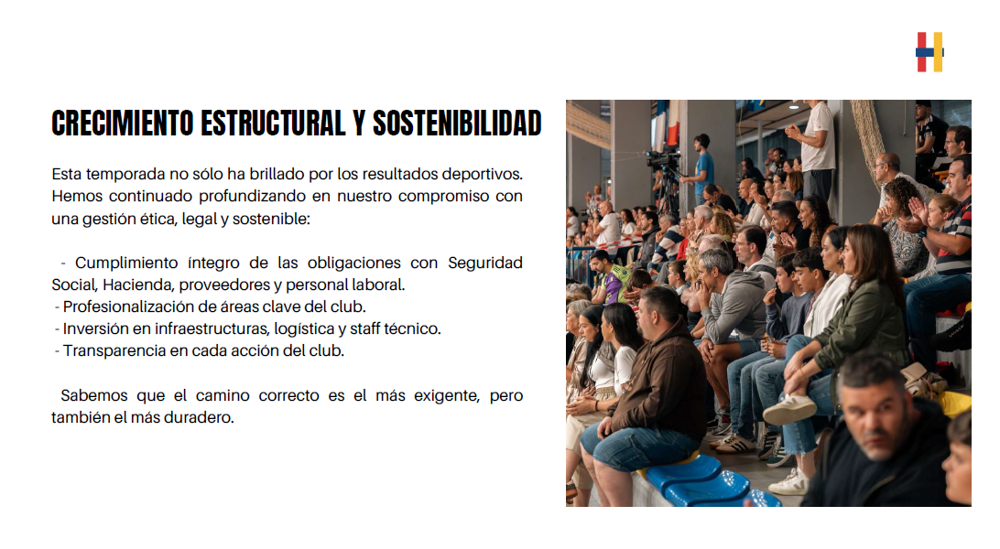 CRECIMIENTO ESTRUCTURAL Y SOSTENIBILIDAD
Esta temporada no sólo ha brillado por los resultados deportivos.
Hemos continuado profundizando en nuestro compromiso con
una gestión ética, legal y sostenible:
- Cumplimiento íntegro de las obligaciones con Seguridad
Social, Hacienda, proveedores y personal laboral.
- Profesionalización de áreas clave del club.
- Inversión en infraestructuras, logística y staff técnico.
- Transparencia en cada acción del club.
Sabemos que el camino correcto es el más exigente, pero
también el más duradero.